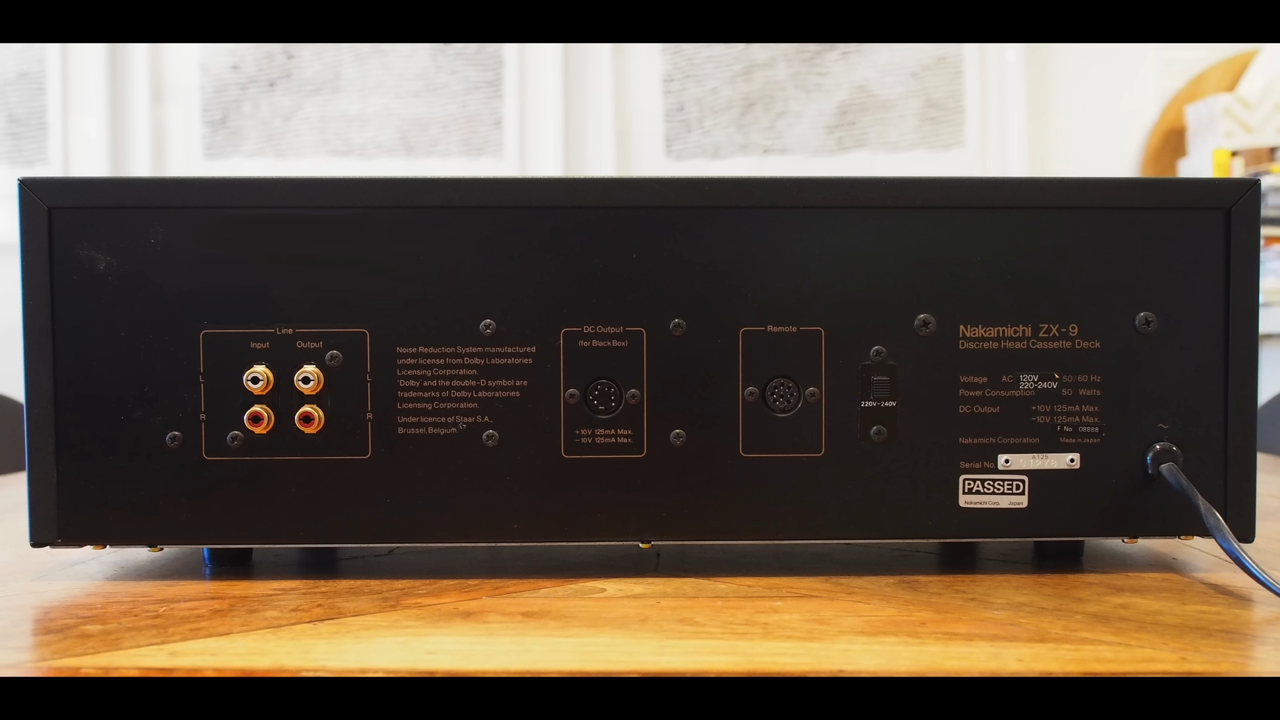 Line
Input Output
L L
R R
Noise Reduction System manufactured
under license from Dolby Laboratories
Licensing Corporation.
'Dolby' and the double-D symbol are
trademarks of Dolby Laboratories
Licensing Corporation.
Under licence of Staar S.A.,
Brussel, Belgium.
DC Output
(for BlackBox)
+10V 125mA Max.
−10V 125mA Max.
Remote
220V-240V
Nakamichi ZX-9
Discrete Head Cassette Deck
Voltage AC 120V 50/60 Hz
220-240V
Power Consumption 50 Watts
DC Output +10V 125mA Max.
−10V 125mA Max.
F No. 08888
Nakamichi Corporation Made in Japan
Serial No.
PASSED
Nakamichi Corp. Japan